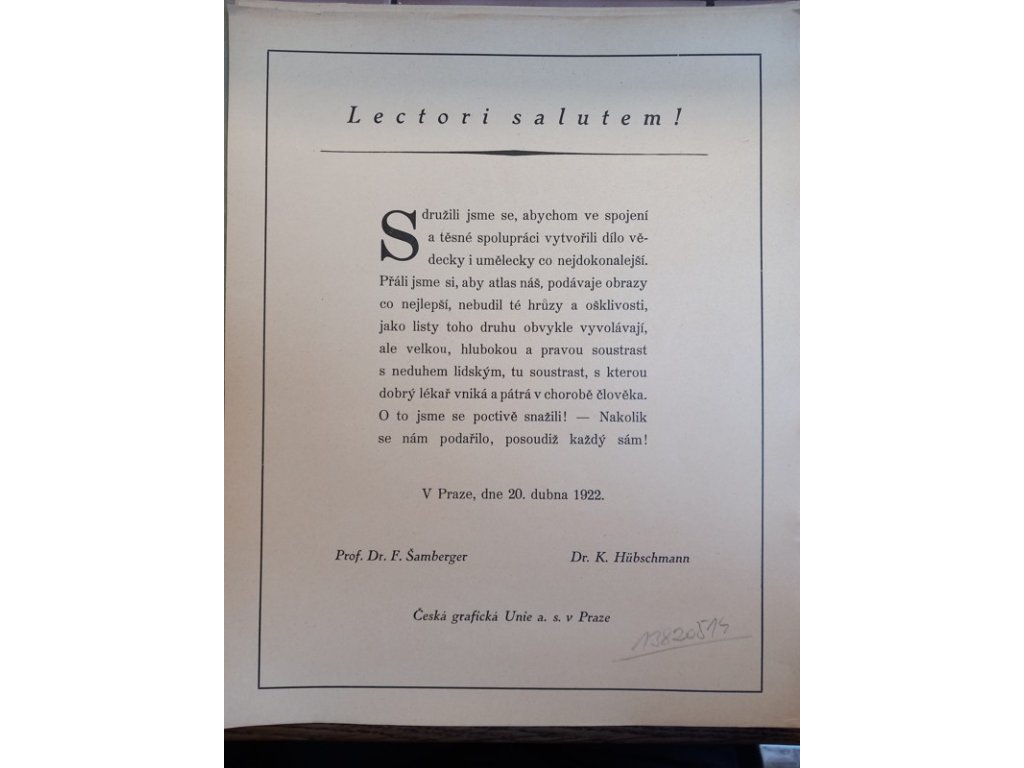 Lectori salutem!
Sdružili jsme se, abychom ve spojení
a těsné spolupráci vytvořili dílo vě-
decky i umělecky co nejdokonalejší.
Přáli jsme si, aby atlas náš, podávaje obrazy
co nejlepší, nebudil té hrůzy a ošklivosti,
jako listy toho druhu obvykle vyvolávají,
ale velkou, hlubokou a pravou soustrast
s neduhem lidským, tu soustrast, s kterou
dobrý lékař vniká a pátrá v chorobě člověka.
O to jsme se poctivě snažili! — Nakolik
se nám podařilo, posoudiž každý sám!
V Praze, dne 20. dubna 1922.
Prof. Dr. F. Šamberger
Dr. K. Hübschmann
Česká grafická Unie a. s. v Praze
13820514